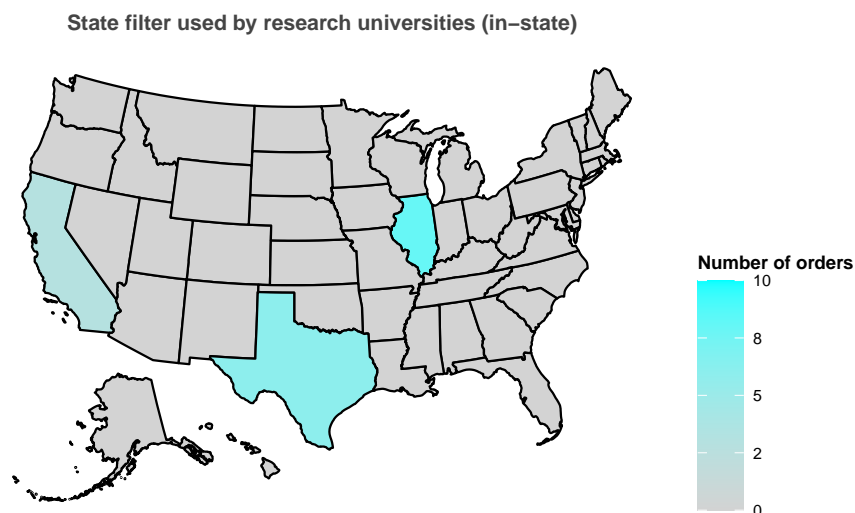 State filter used by research universities (in−state)
Number of orders
10
8
5
2
0